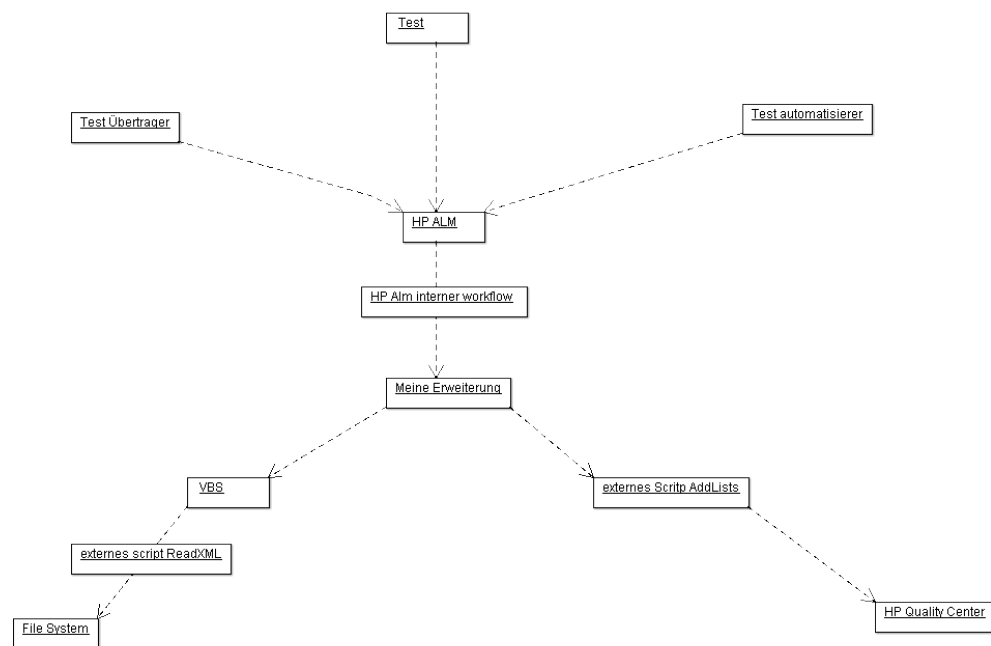 Test
Test Übertrager
Test automatisierer
HP ALM
HP Alm interner workflow
Meine Erweiterung
VBS
externes Scritp AddLists
externes script ReadXML
File System
HP Quality Center